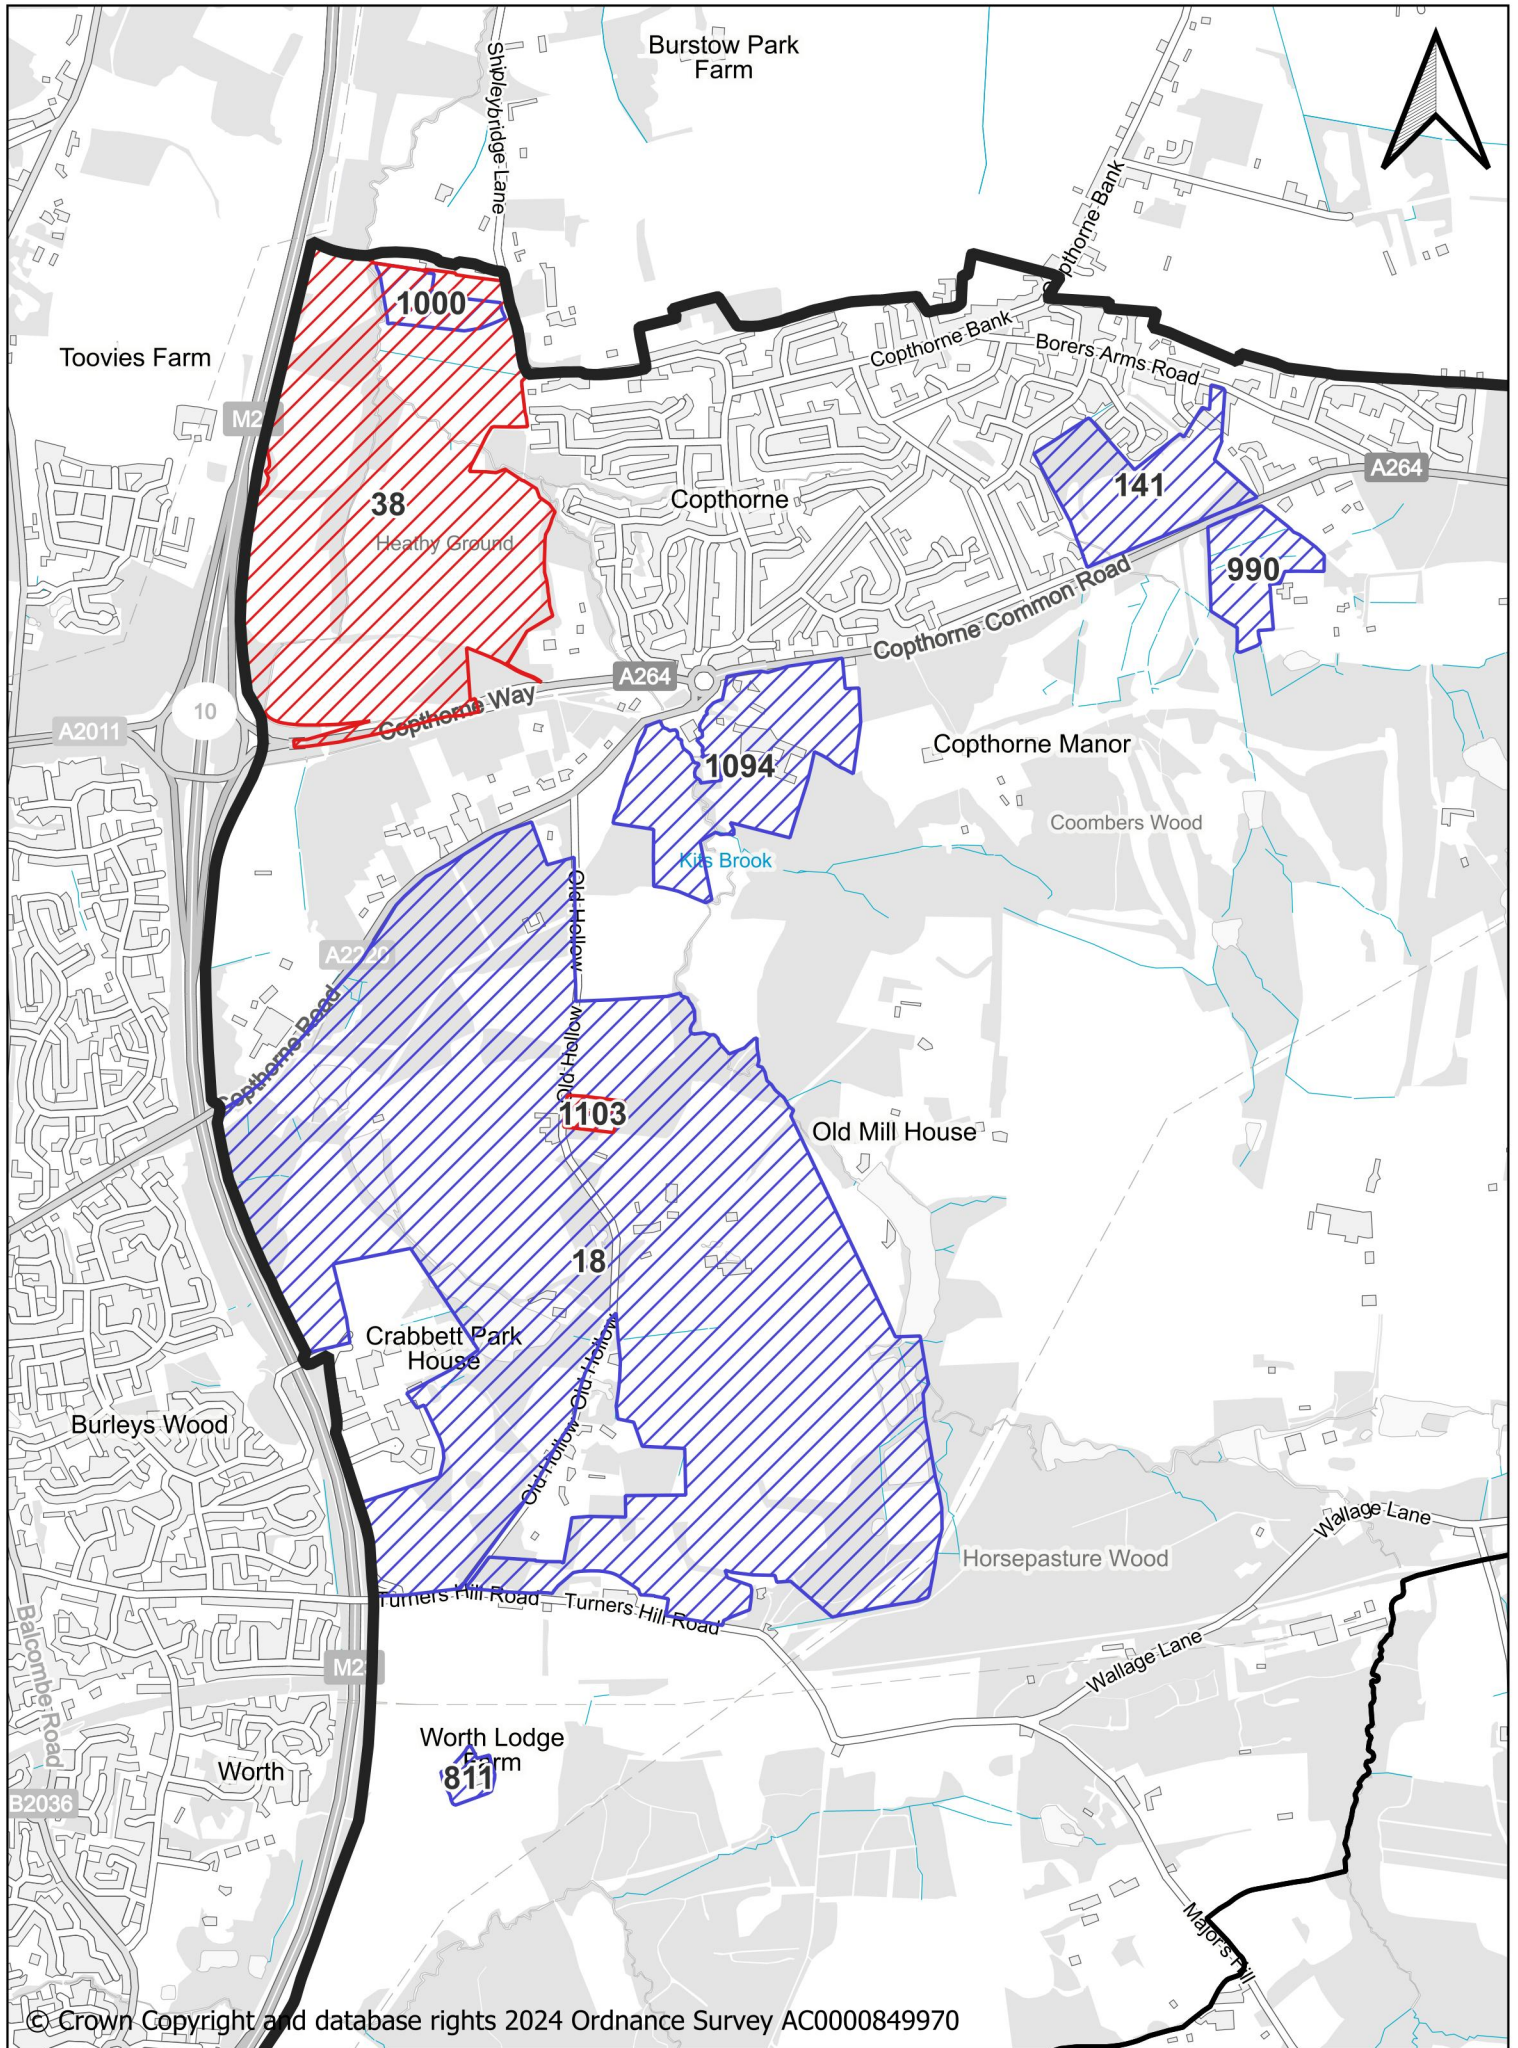 Burstow Park
Farm
Shipleybridge Lane
Copthorne Bank
1000
Toovies Farm
Copthorne Bank
Borers Arms Road
M2
A264
38
Copthorne
141
Heathy Ground
990
Copthorne Common Road
A264
10
Copthorne Way
A2011
Copthorne Manor
1094
Coombers Wood
Kits Brook
Old Hollow
A2220
Copthorne Road
Old Hollow
1103
Old Mill House
18
Crabbett Park
House
Old Hollow
Burleys Wood
Old Hollow
Wallage Lane
Horsepasture Wood
Turners Hill Road
Turners Hill Road
Balcombe Road
M23
Wallage Lane
Worth Lodge
Farm
Worth
811
B2036
Major's Hill
© Crown Copyright and database rights 2024 Ordnance Survey AC0000849970